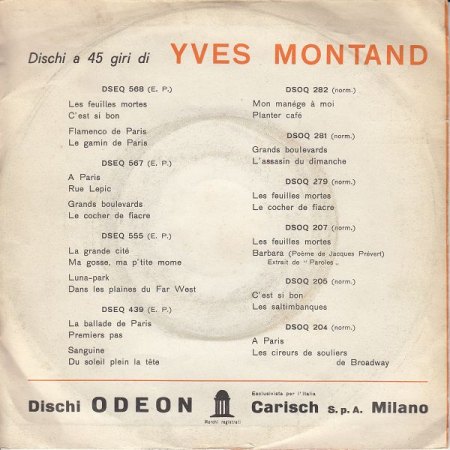 Dischi a 45 giri di YVES MONTAND
DSEQ 568 (E. P.)
Les feuilles mortes
C'est si bon
Flamenco de Paris
Le gamin de Paris
DSEQ 567 (E. P.)
A Paris
Rue Lepic
Grands boulevards
Le cocher de fiacre
DSEQ 555 (E. P.)
La grande cité
Ma gosse, ma p'tite mome
Luna-park
Dans les plaines du Far West
DSEQ 439 (E. P.)
La ballade de Paris
Premiers pas
Sanguine
Du soleil plein la tête
DSOQ 282 (norm.)
Mon manége à moi
Planter café
DSOQ 281 (norm.)
Grands boulevards
L'assasin du dimanche
DSOQ 279 (norm.)
Les feuilles mortes
Le cocher de fiacre
DSOQ 207 (norm.)
Les feuilles mortes
Barbara (Poème de Jacques Prévert)
Extrait de " Paroles „
DSOQ 205 (norm.)
C'est si bon
Les saltimbanques
DSOQ 204 (norm.)
A Paris
Les cireurs de souliers
de Broadway
Dischi ODEON
Marchi registrati
Esclusivista per l'Italia
Carisch S. p. A. Milano